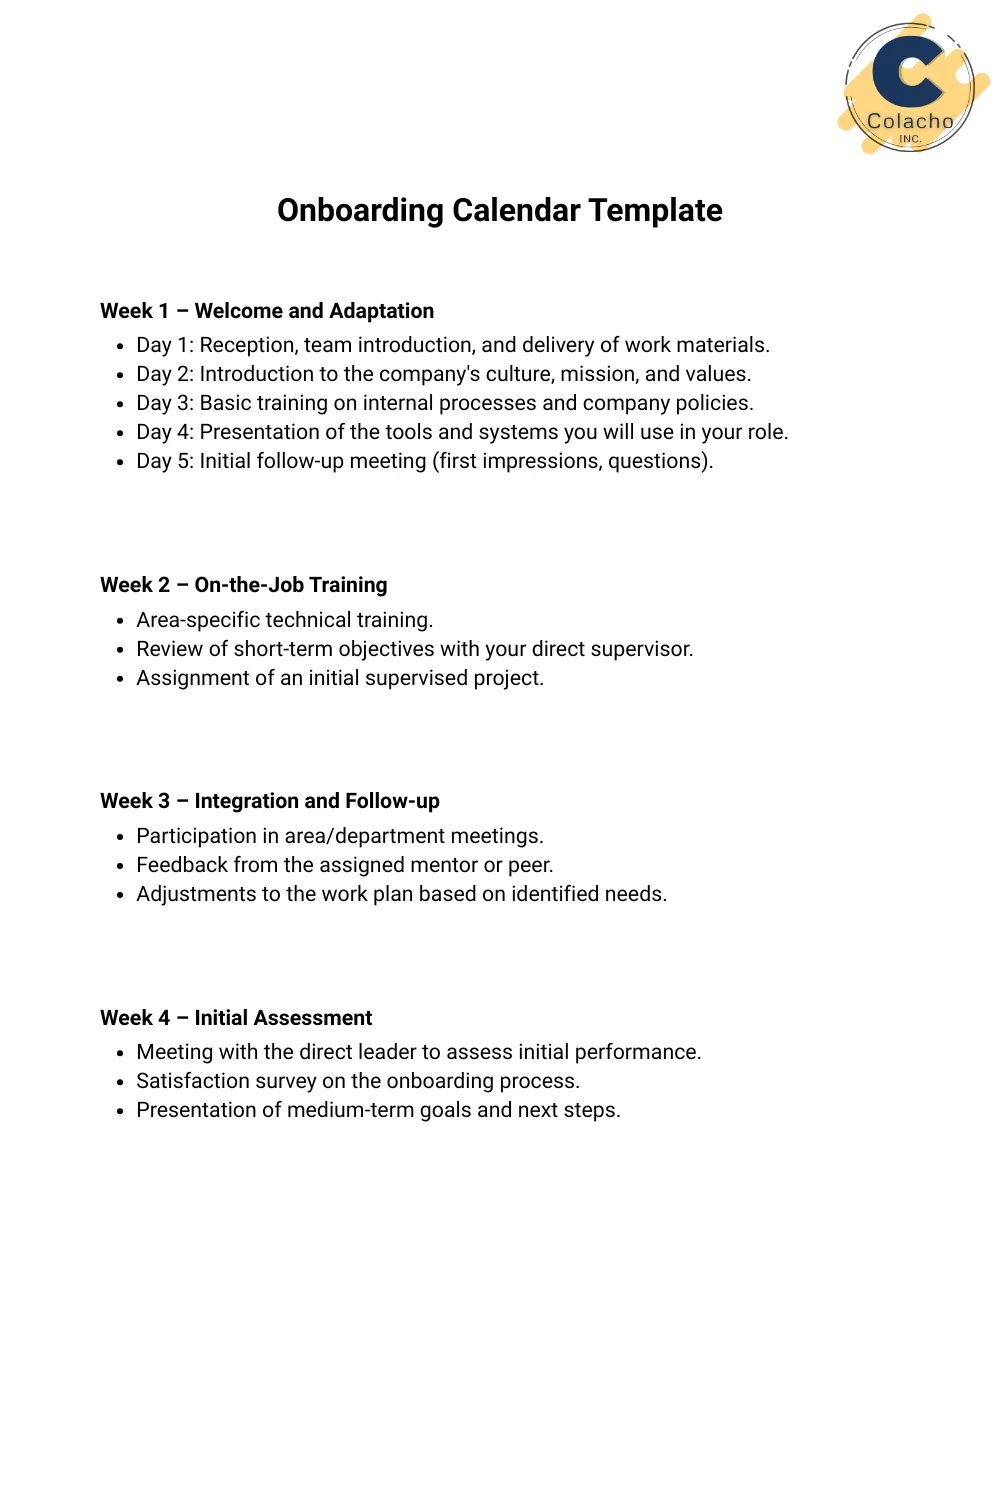 Colacho
INC.
Onboarding Calendar Template
Week 1 – Welcome and Adaptation
• Day 1: Reception, team introduction, and delivery of work materials.
• Day 2: Introduction to the company's culture, mission, and values.
• Day 3: Basic training on internal processes and company policies.
• Day 4: Presentation of the tools and systems you will use in your role.
• Day 5: Initial follow-up meeting (first impressions, questions).
Week 2 – On-the-Job Training
• Area-specific technical training.
• Review of short-term objectives with your direct supervisor.
• Assignment of an initial supervised project.
Week 3 – Integration and Follow-up
• Participation in area/department meetings.
• Feedback from the assigned mentor or peer.
• Adjustments to the work plan based on identified needs.
Week 4 – Initial Assessment
• Meeting with the direct leader to assess initial performance.
• Satisfaction survey on the onboarding process.
• Presentation of medium-term goals and next steps.